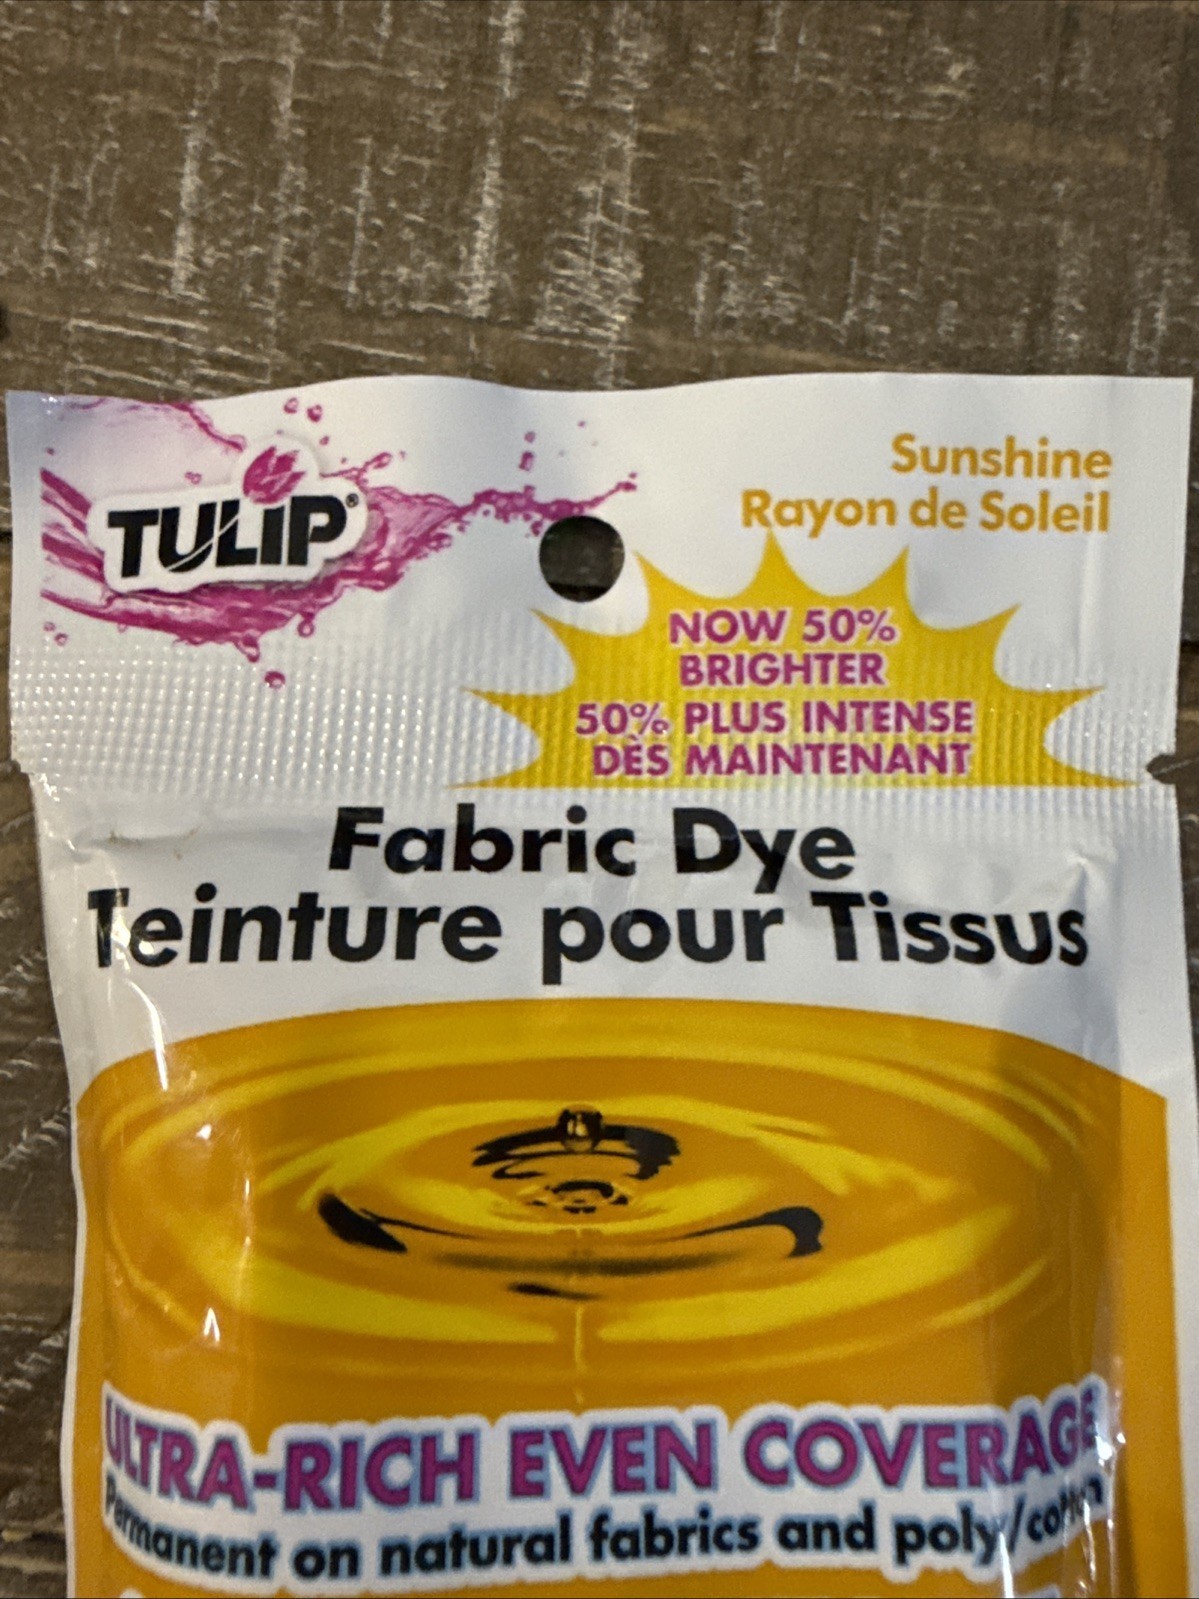 TULIP®
Sunshine
Rayon de Soleil
NOW 50%
BRIGHTER
50% PLUS INTENSE
DÈS MAINTENANT
Fabric Dye
Teinture pour Tissus
ULTRA-RICH EVEN COVERAGE
Permanent on natural fabrics and poly/cotton